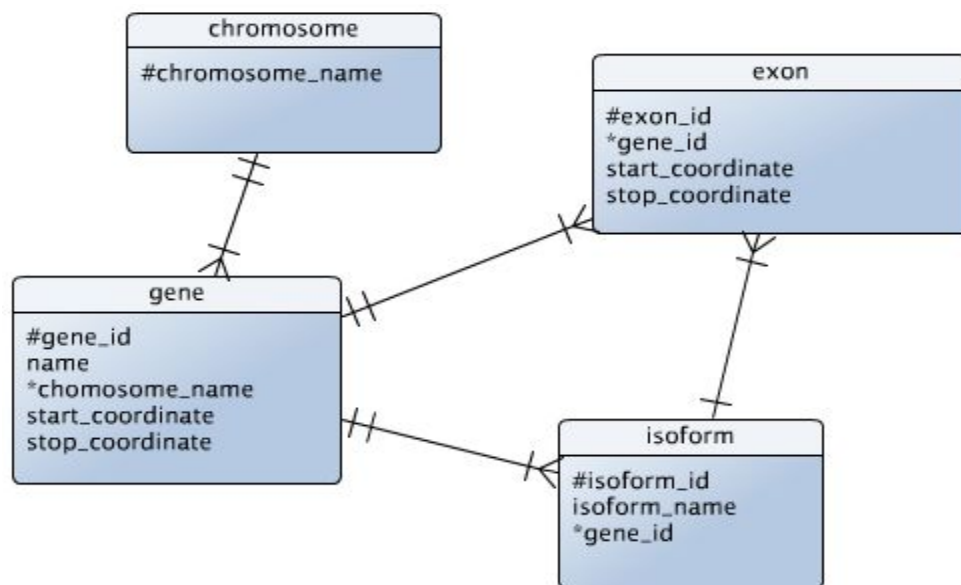 chromosome
#chromosome_name
exon
#exon_id
*gene_id
start_coordinate
stop_coordinate
gene
#gene_id
name
*chomosome_name
start_coordinate
stop_coordinate
isoform
#isoform_id
isoform_name
*gene_id